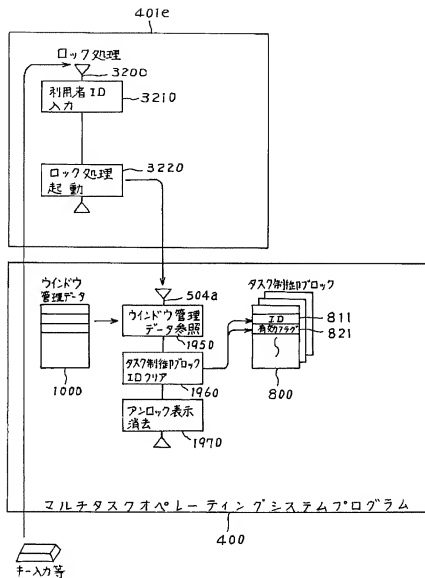 401e
ロック処理
3200
利用者ID
入力
3210
ロック処理
起動
3220
ウインドウ
管理データ
504a
タスク制御ブロック
ウインドウ管理
データ参照
1950
ID
811
有効フラグ
821
1000
タスク制御ブロック
IDクリア
1960
800
アンロック表示
消去
1970
マルチタスクオペレーティングシステムプログラム
400
キー入力等